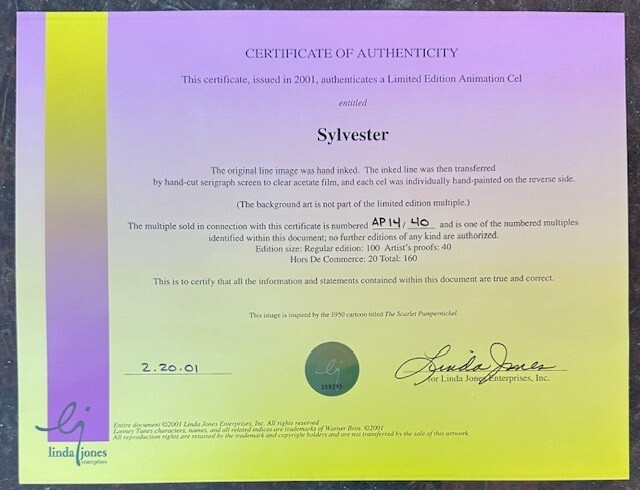 CERTIFICATE OF AUTHENTICITY
This certificate, issued in 2001, authenticates a Limited Edition Animation Cel
entitled
Sylvester
The original line image was hand inked. The inked line was then transferred
by hand-cut serigraph screen to clear acetate film, and each cel was individually hand-painted on the reverse side.
(The background art is not part of the limited edition multiple.)
The multiple sold in connection with this certificate is numbered AP14/40 and is one of the numbered multiples
identified within this document; no further editions of any kind are authorized.
Edition size: Regular edition: 100 Artist's proofs: 40
Hors De Commerce: 20 Total: 160
This is to certify that all the information and statements contained within this document are true and correct.
This image is inspired by the 1950 cartoon titled The Scarlet Pumpernickel.
2.20.01
lj
208295
Linda Jones
for Linda Jones Enterprises, Inc.
lj
linda jones
enterprises
Entire document ©2001 Linda Jones Enterprises, Inc. All rights reserved
Looney Tunes characters, names, and all related indicia are trademarks of Warner Bros. ©2001
All reproduction rights are retained by the trademark and copyright holders and are not transferred by the sale of this artwork.